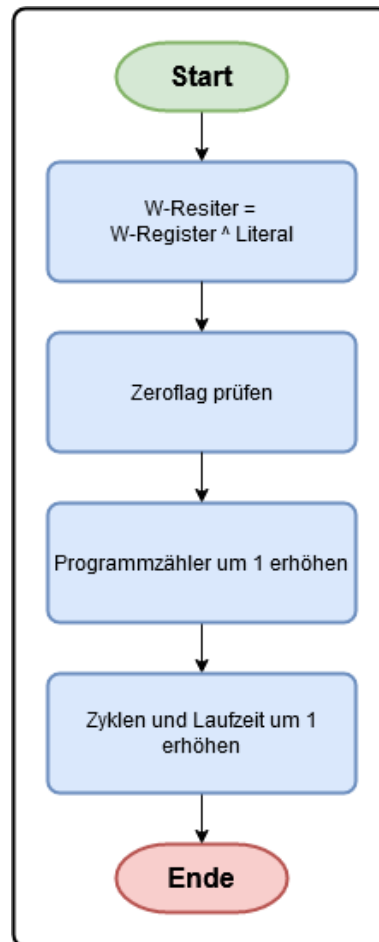 Start
W-Resiter =
W-Register ^ Literal
Zeroflag prüfen
Programmzähler um 1 erhöhen
Zyklen und Laufzeit um 1
erhöhen
Ende